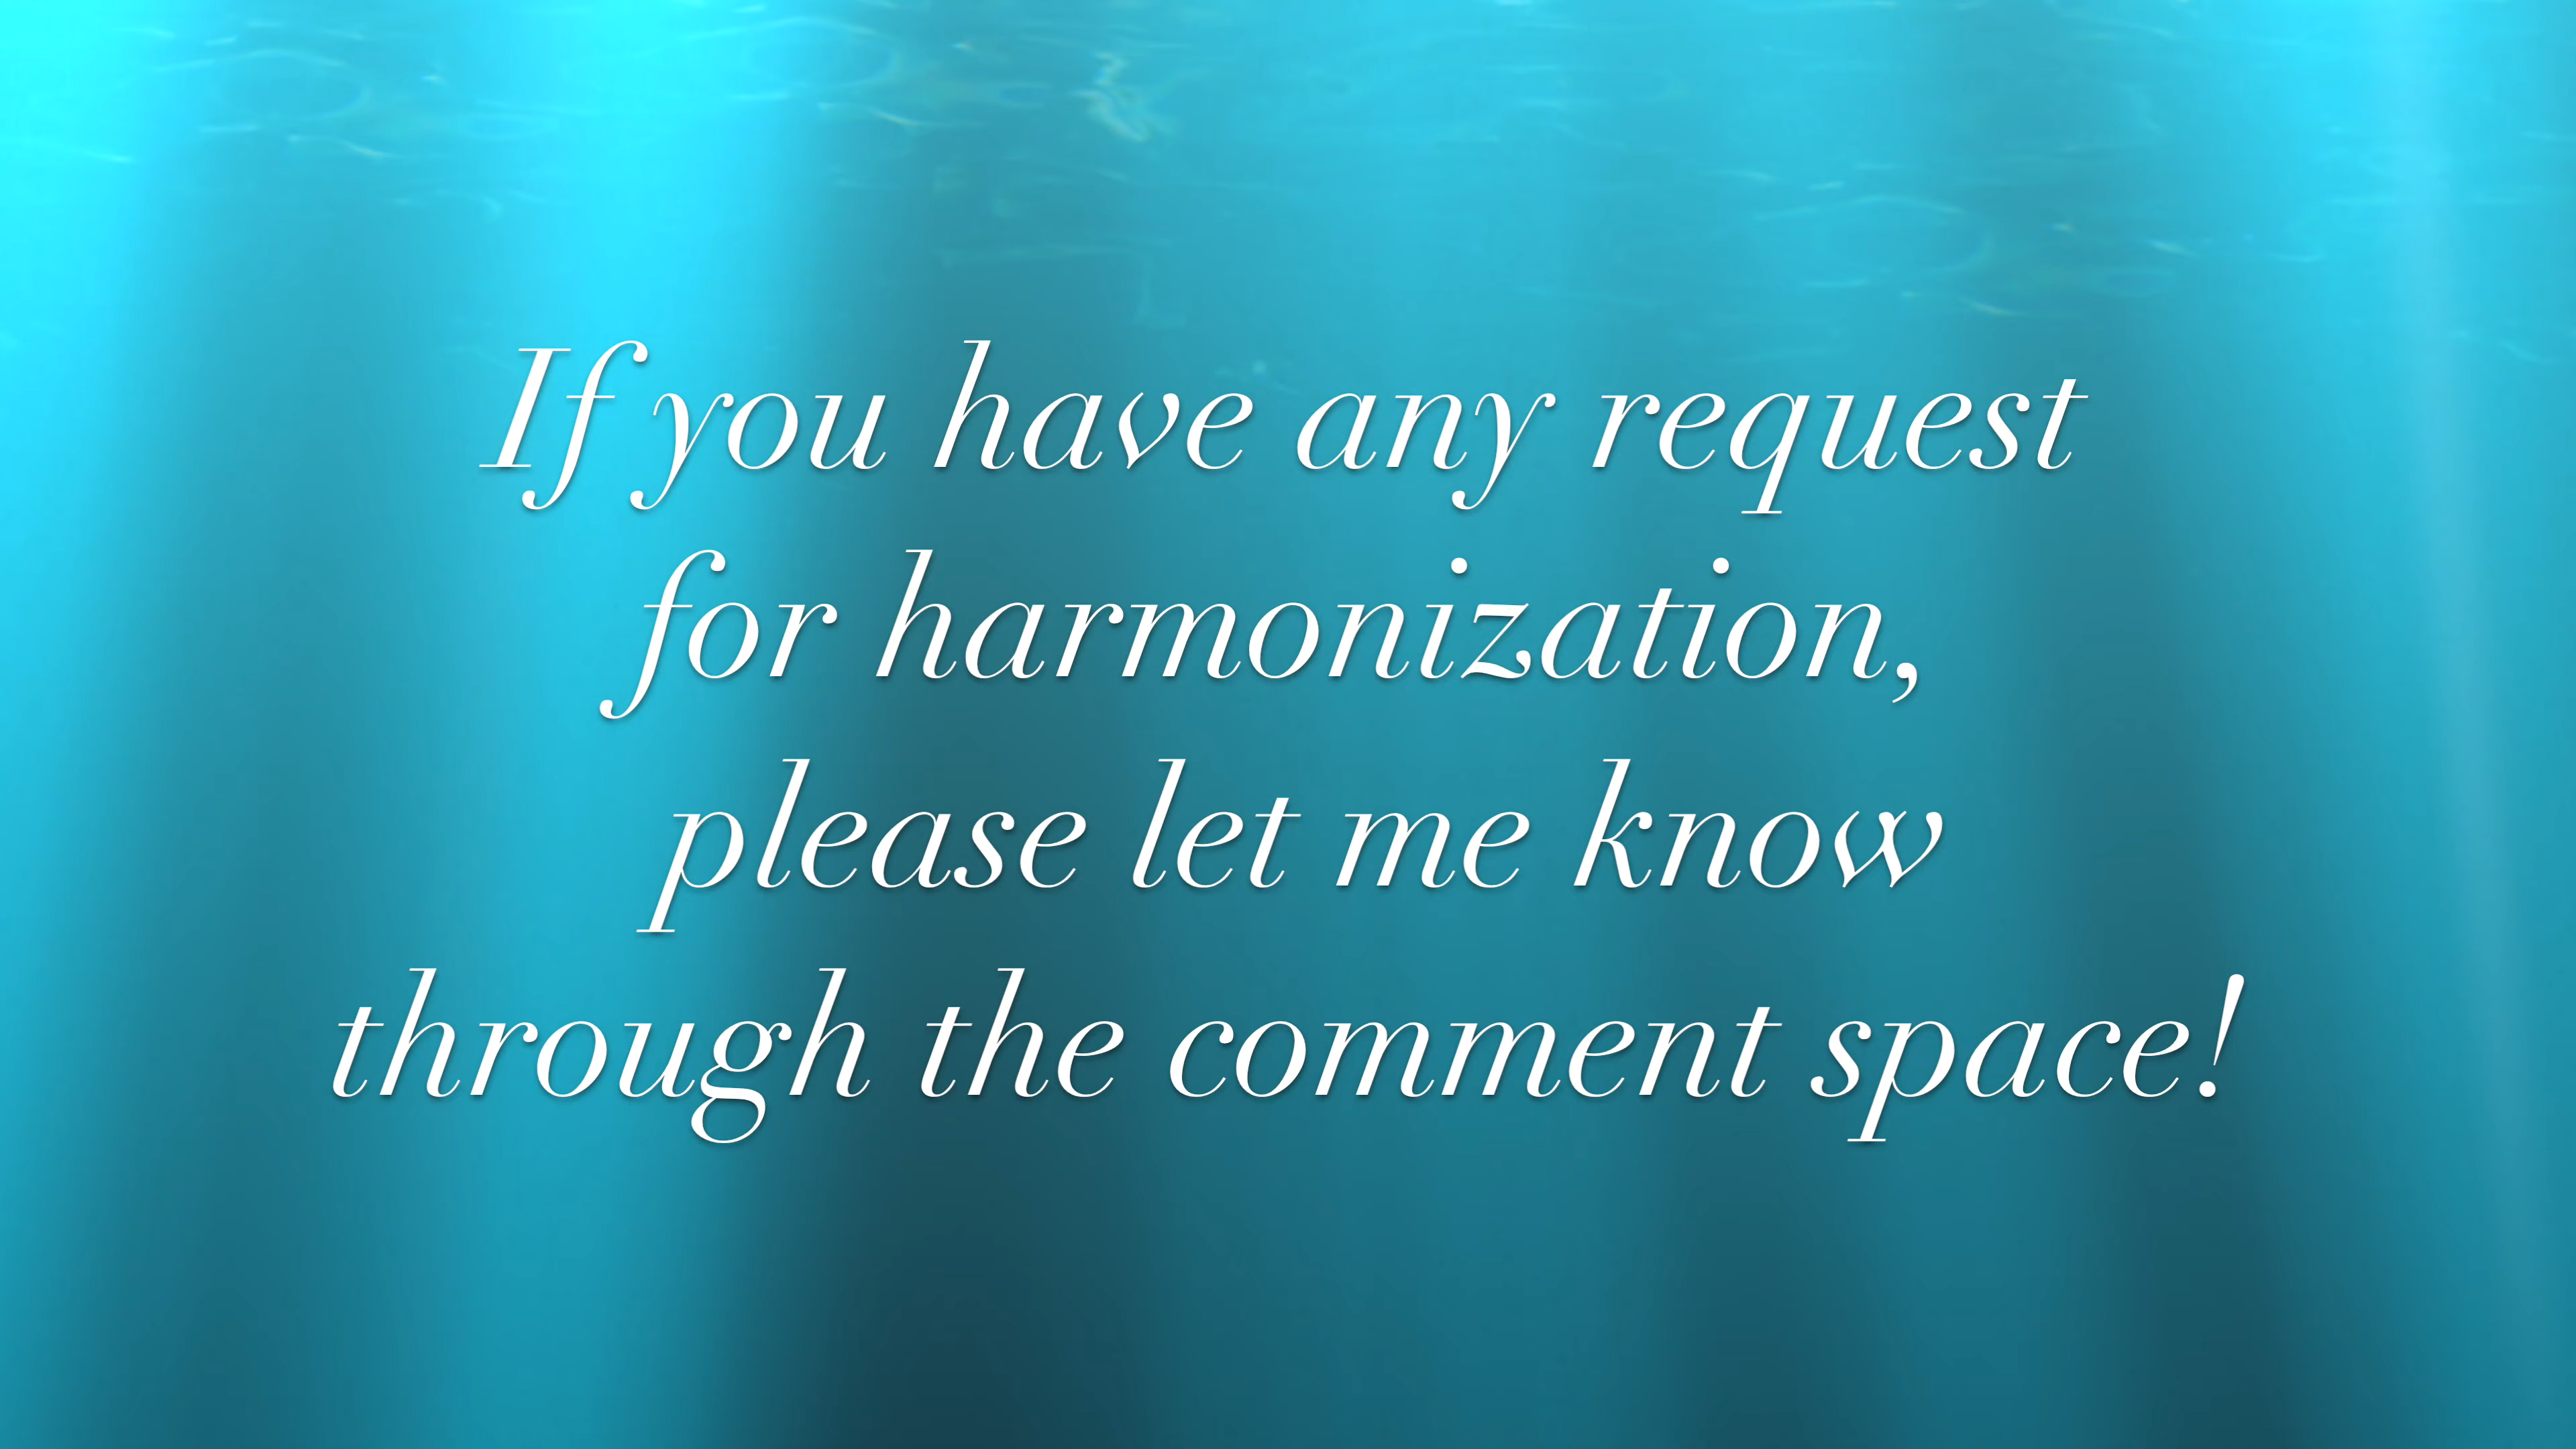 If you have any request
for harmonization,
please let me know
through the comment space!